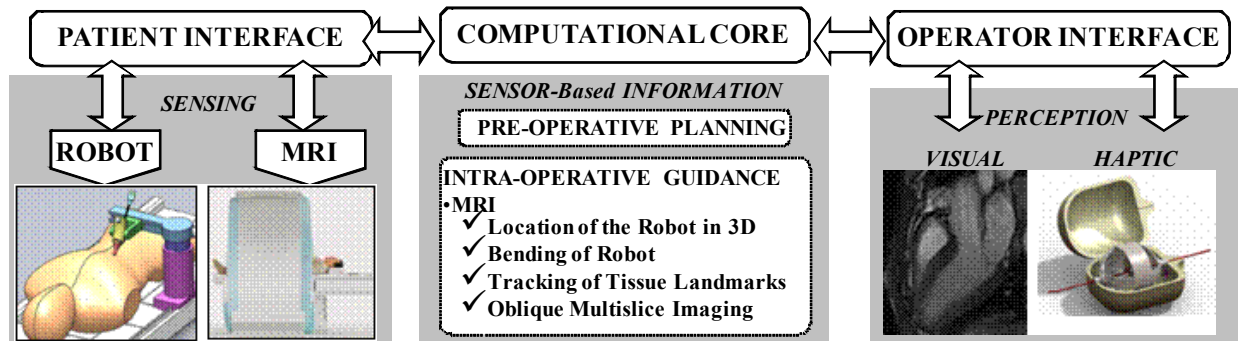 PATIENT INTERFACE
COMPUTATIONAL CORE
OPERATOR INTERFACE
SENSING
ROBOT
MRI
SENSOR-Based INFORMATION
PRE-OPERATIVE PLANNING
INTRA-OPERATIVE GUIDANCE
•MRI
✓Location of the Robot in 3D
✓Bending of Robot
✓Tracking of Tissue Landmarks
✓Oblique Multislice Imaging
PERCEPTION
VISUAL
HAPTIC